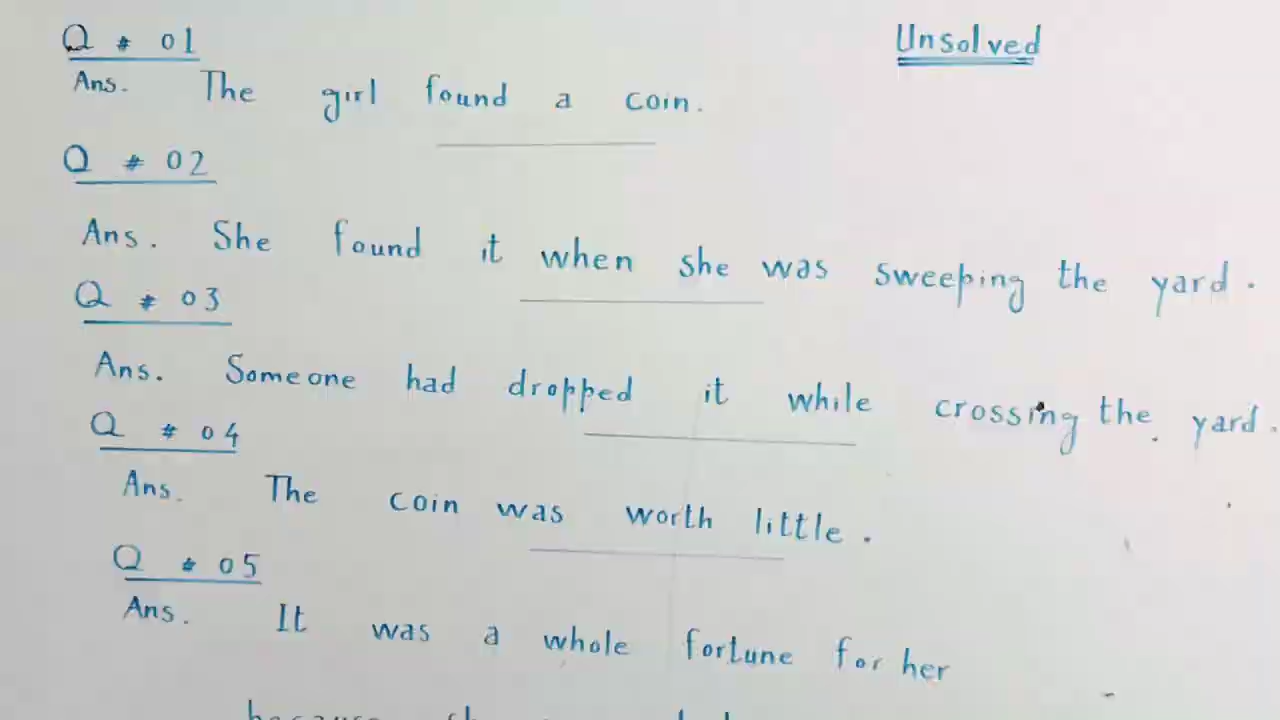 Q # 01
Unsolved
Ans. The girl found a coin.
Q # 02
Ans. She found it when she was sweeping the yard.
Q # 03
Ans. Someone had dropped it while crossing the yard.
Q # 04
Ans. The coin was worth little.
Q # 05
Ans. It was a whole fortune for her
because